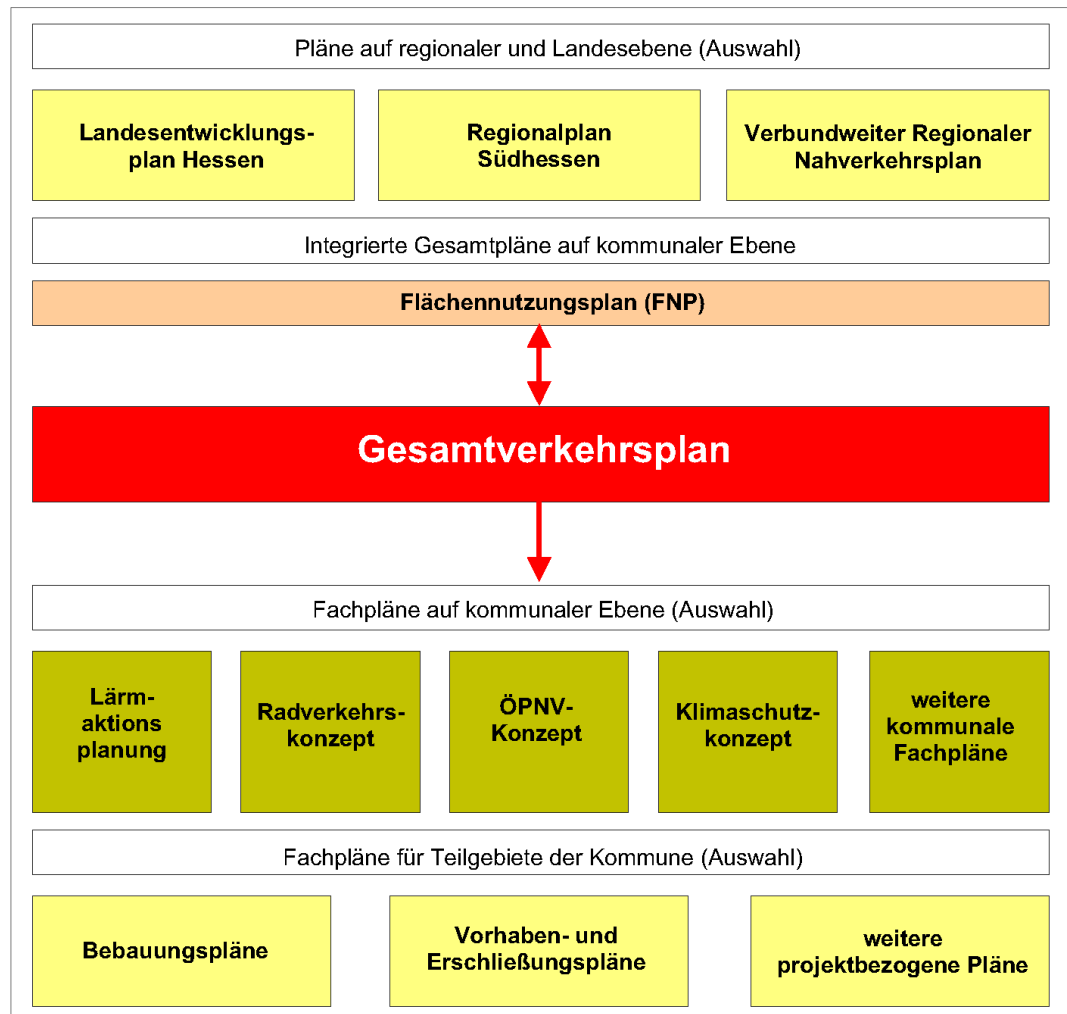 Pläne auf regionaler und Landesebene (Auswahl)
Landesentwicklungs-
plan Hessen
Regionalplan
Südhessen
Verbundweiter Regionaler
Nahverkehrsplan
Integrierte Gesamtpläne auf kommunaler Ebene
Flächennutzungsplan (FNP)
Gesamtverkehrsplan
Fachpläne auf kommunaler Ebene (Auswahl)
Lärm-
aktions
planung
Radverkehrs-
konzept
ÖPNV-
Konzept
Klimaschutz-
konzept
weitere
kommunale
Fachpläne
Fachpläne für Teilgebiete der Kommune (Auswahl)
Bebauungspläne
Vorhaben- und
Erschließungspläne
weitere
projektbezogene Pläne